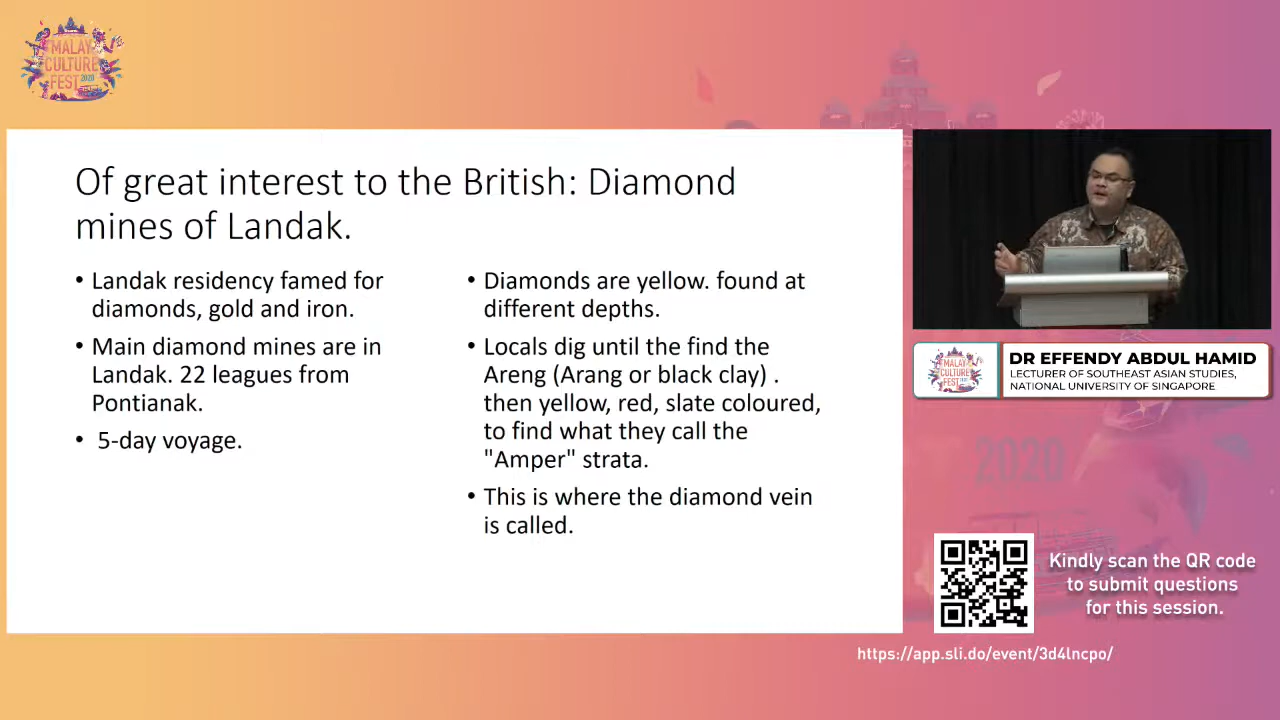 MALAY
CULTURE
FEST 2020
Of great interest to the British: Diamond
mines of Landak.
• Landak residency famed for
diamonds, gold and iron.
• Main diamond mines are in
Landak. 22 leagues from
Pontianak.
• 5-day voyage.
• Diamonds are yellow. found at
different depths.
• Locals dig until the find the
Areng (Arang or black clay) .
then yellow, red, slate coloured,
to find what they call the
"Amper" strata.
• This is where the diamond vein
is called.
DR EFFENDY ABDUL HAMID
LECTURER OF SOUTHEAST ASIAN STUDIES,
NATIONAL UNIVERSITY OF SINGAPORE
2020
Kindly scan the QR code
to submit questions
for this session.
https://app.sli.do/event/3d4lncpo/